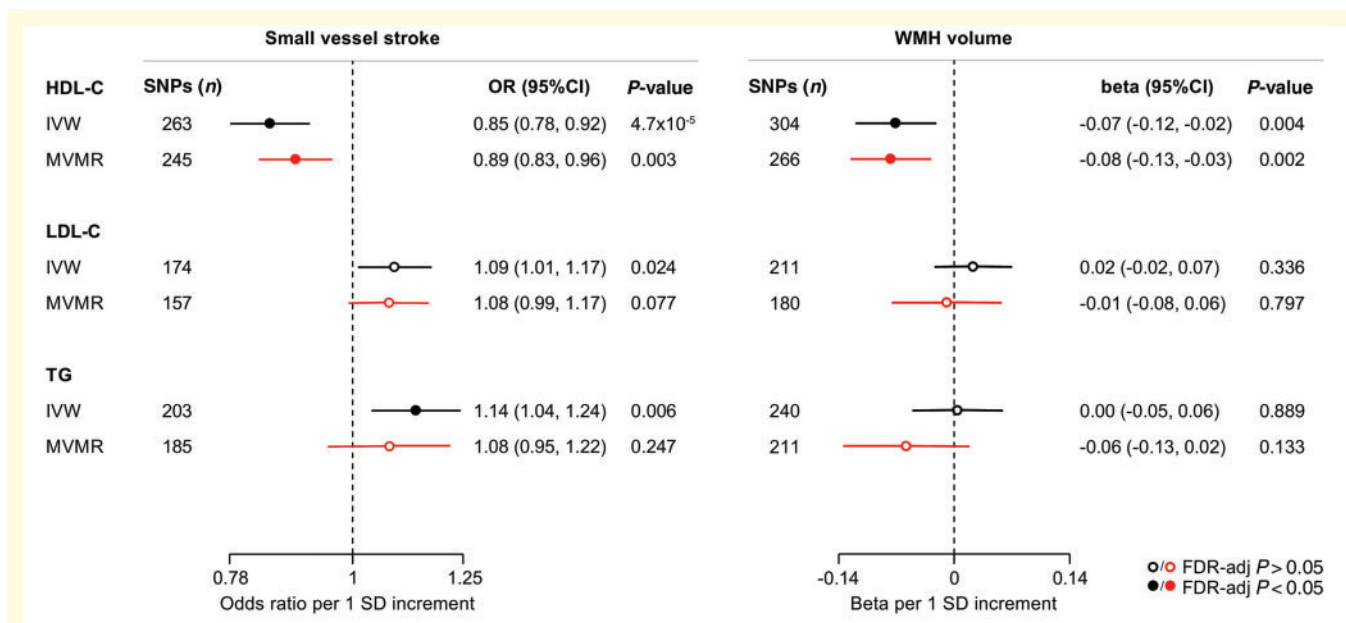 Small vessel stroke WMH volume
HDL-C SNPs (n) OR (95%CI) P-value SNPs (n) beta (95%CI) P-value
IVW 263 0.85 (0.78, 0.92) 4.7x10⁻⁵ 304 -0.07 (-0.12, -0.02) 0.004
MVMR 245 0.89 (0.83, 0.96) 0.003 266 -0.08 (-0.13, -0.03) 0.002
LDL-C
IVW 174 1.09 (1.01, 1.17) 0.024 211 0.02 (-0.02, 0.07) 0.336
MVMR 157 1.08 (0.99, 1.17) 0.077 180 -0.01 (-0.08, 0.06) 0.797
TG
IVW 203 1.14 (1.04, 1.24) 0.006 240 0.00 (-0.05, 0.06) 0.889
MVMR 185 1.08 (0.95, 1.22) 0.247 211 -0.06 (-0.13, 0.02) 0.133
0.78 1 1.25 -0.14 0 0.14
Odds ratio per 1 SD increment Beta per 1 SD increment
/ FDR-adj P > 0.05
/ FDR-adj P < 0.05